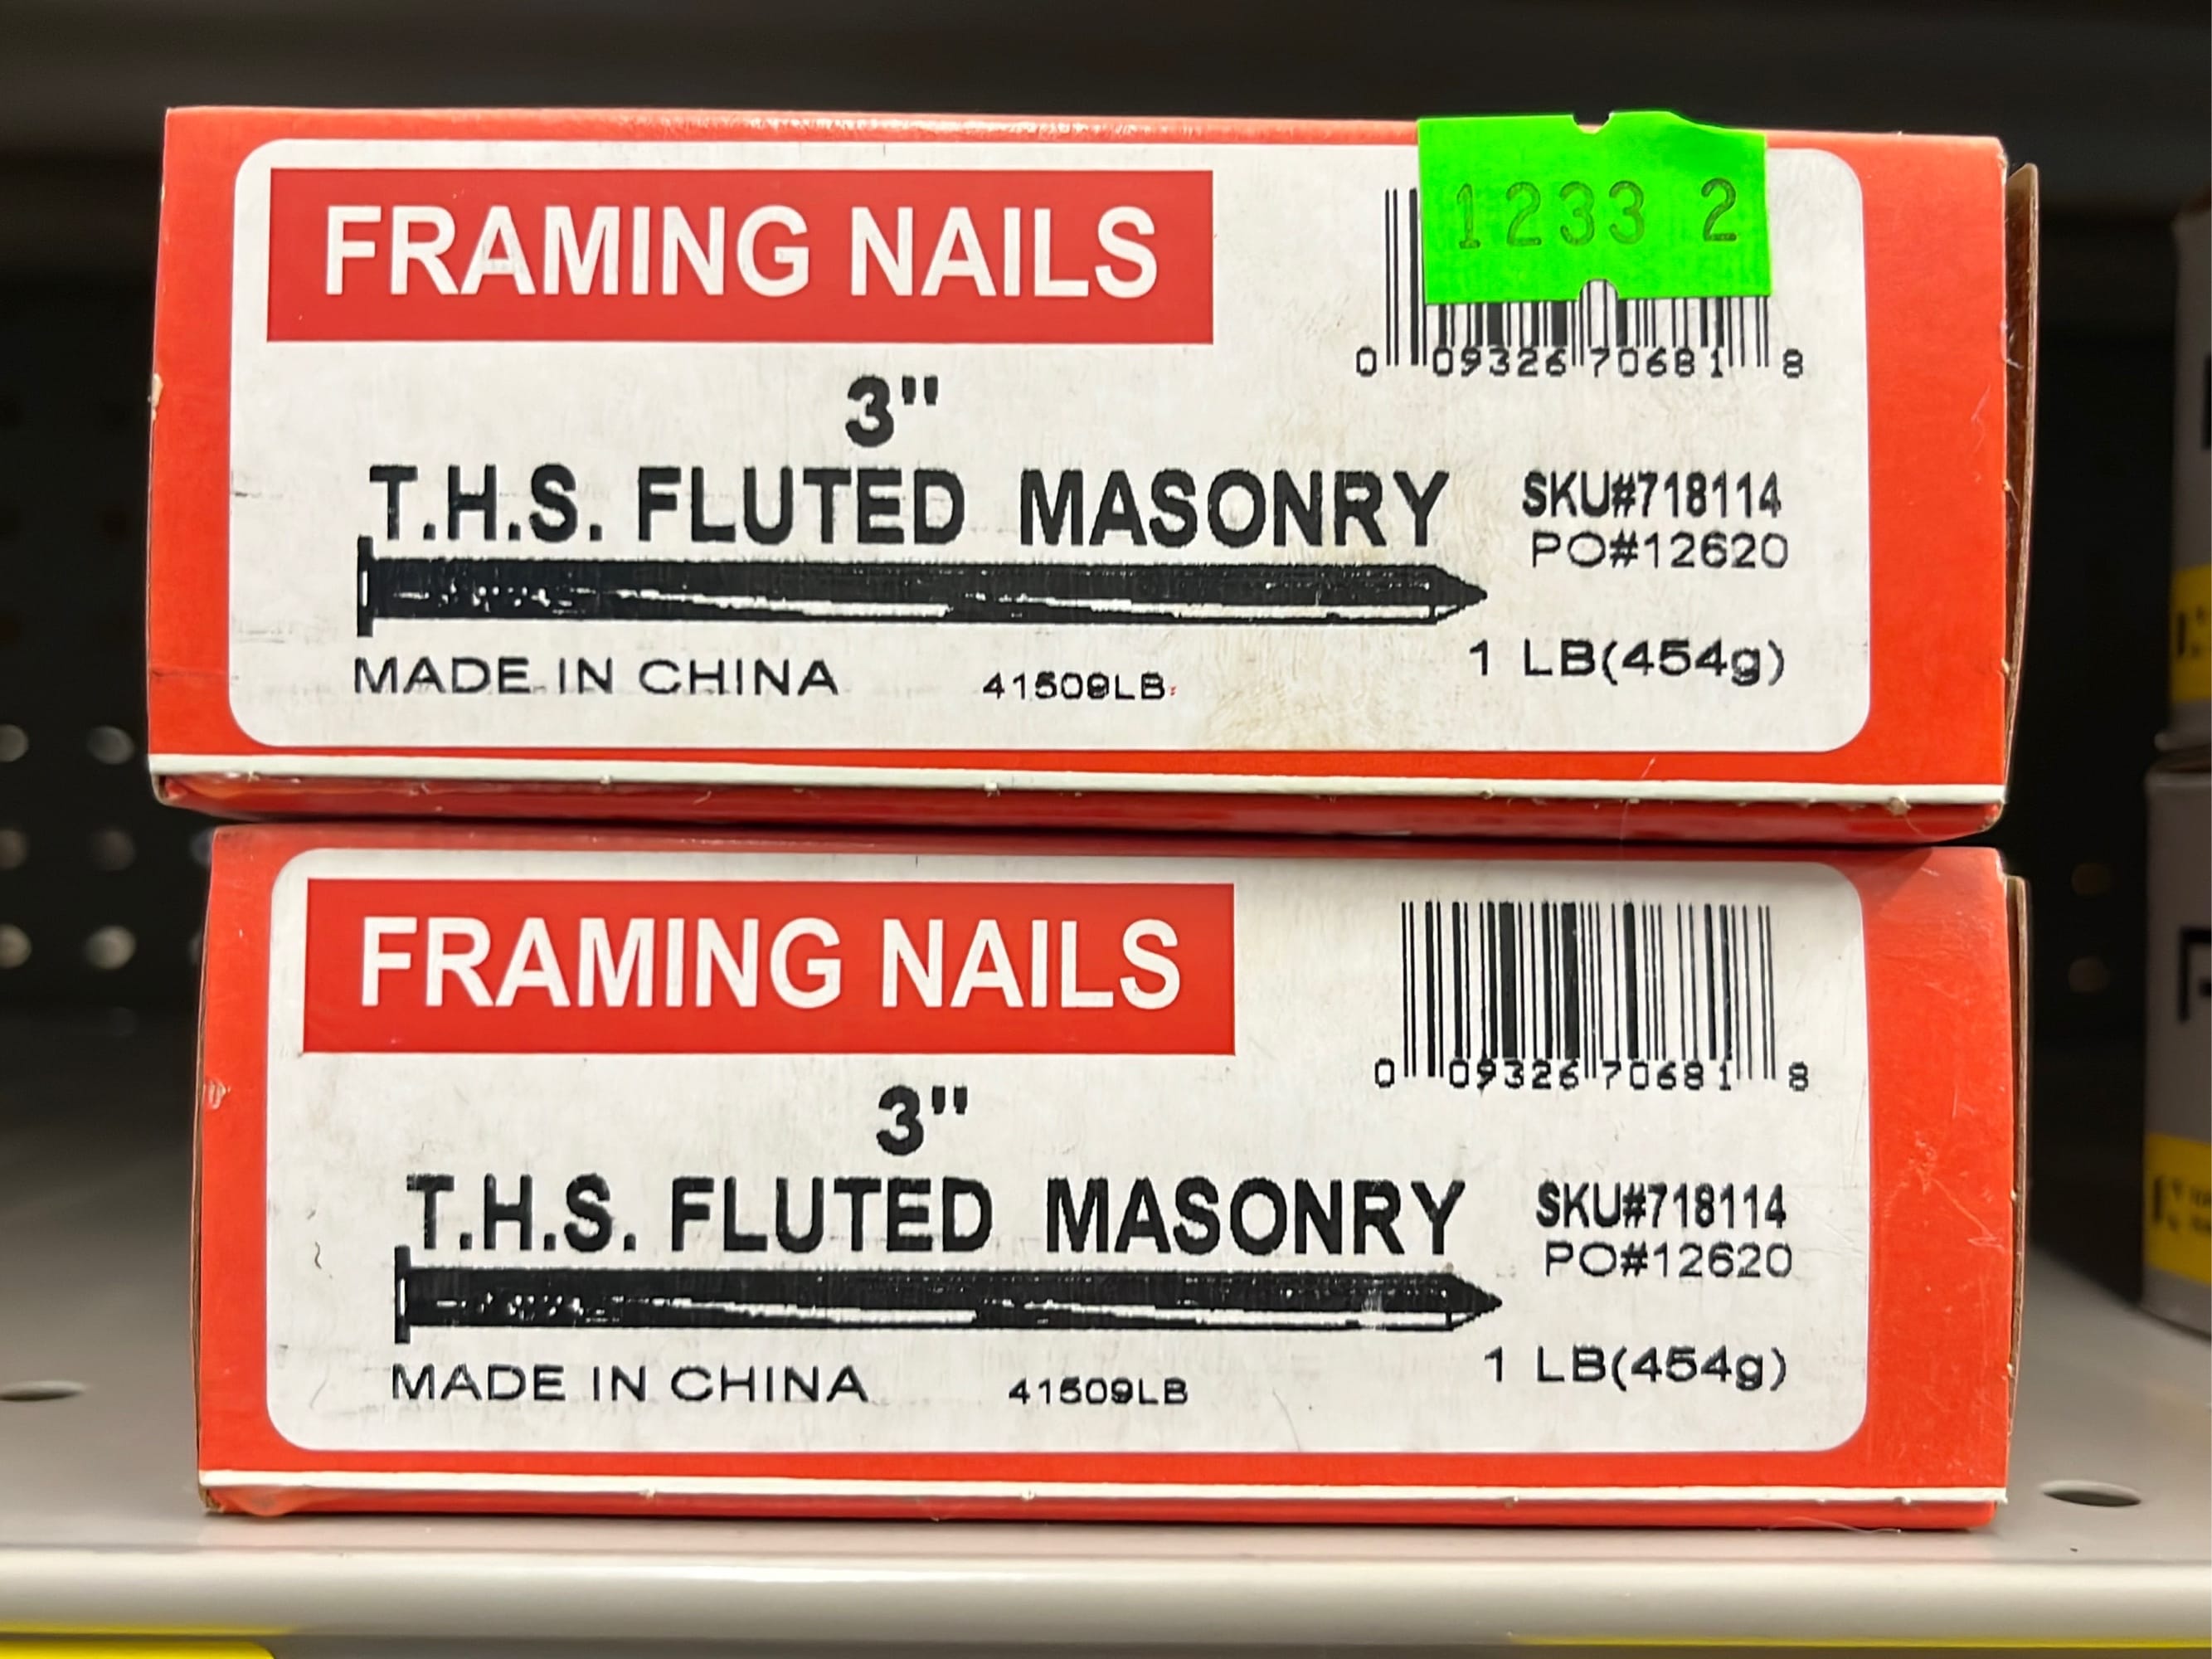 FRAMING NAILS
1233 2
0 09326 70681 8
3"
T.H.S. FLUTED MASONRY
SKU#718114
PO#12620
1 LB(454g)
MADE IN CHINA
41509LB
FRAMING NAILS
0 09326 70681 8
3"
T.H.S. FLUTED MASONRY
SKU#718114
PO#12620
1 LB(454g)
MADE IN CHINA
41509LB